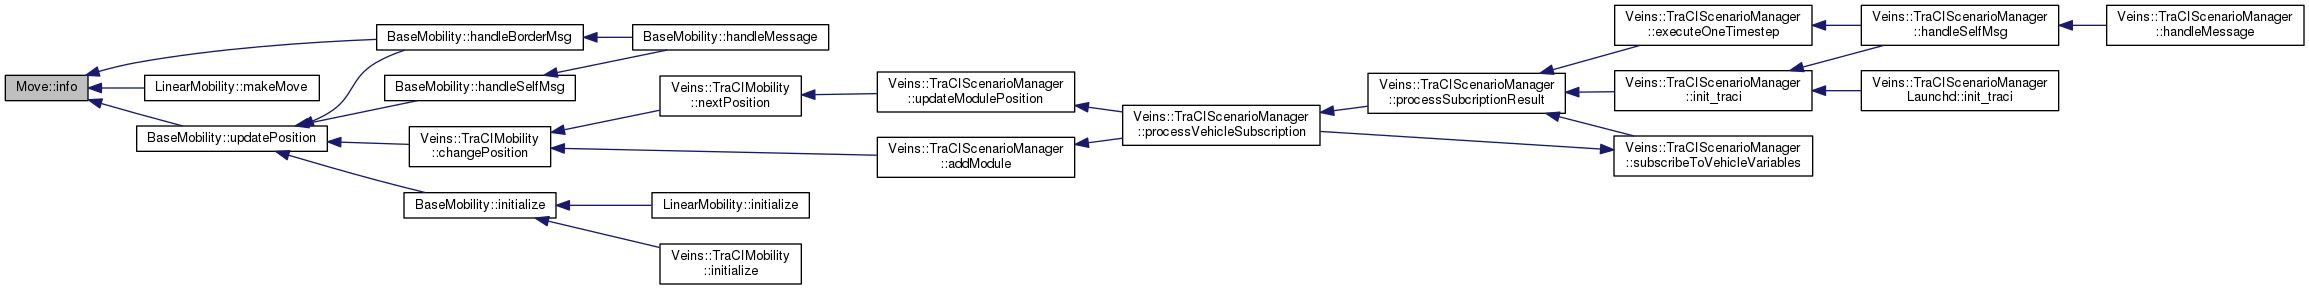 Move::info
BaseMobility::handleBorderMsg
BaseMobility::handleMessage
LinearMobility::makeMove
BaseMobility::handleSelfMsg
BaseMobility::updatePosition
Veins::TraCIMobility
::nextPosition
Veins::TraCIMobility
::changePosition
BaseMobility::initialize
LinearMobility::initialize
Veins::TraCIMobility
::initialize
Veins::TraCIScenarioManager
::updateModulePosition
Veins::TraCIScenarioManager
::addModule
Veins::TraCIScenarioManager
::processVehicleSubscription
Veins::TraCIScenarioManager
::processSubcriptionResult
Veins::TraCIScenarioManager
::executeOneTimestep
Veins::TraCIScenarioManager
::init_traci
Veins::TraCIScenarioManager
::subscribeToVehicleVariables
Veins::TraCIScenarioManager
::handleSelfMsg
Veins::TraCIScenarioManager
Launchd::init_traci
Veins::TraCIScenarioManager
::handleMessage